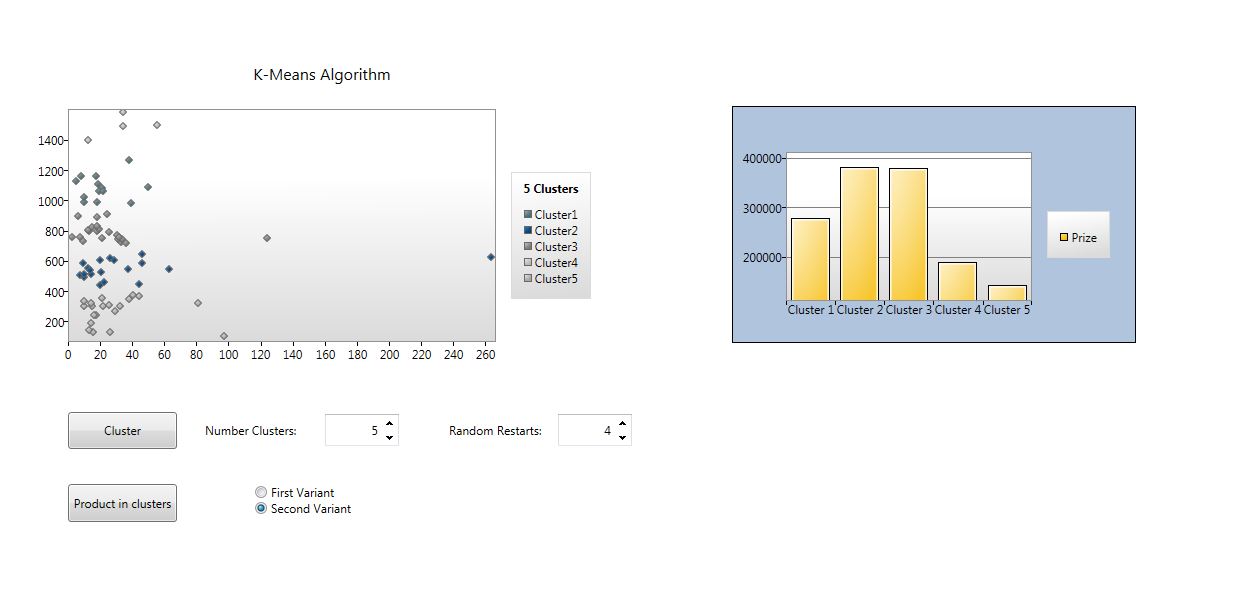 K-Means Algorithm
1400
1200
1000
800
600
400
200
0 20 40 60 80 100 120 140 160 180 200 220 240 260
5 Clusters
Cluster1
Cluster2
Cluster3
Cluster4
Cluster5
400000
300000
200000
Cluster 1 Cluster 2 Cluster 3 Cluster 4 Cluster 5
Prize
Cluster
Number Clusters:
5
Random Restarts:
4
Product in clusters
First Variant
Second Variant